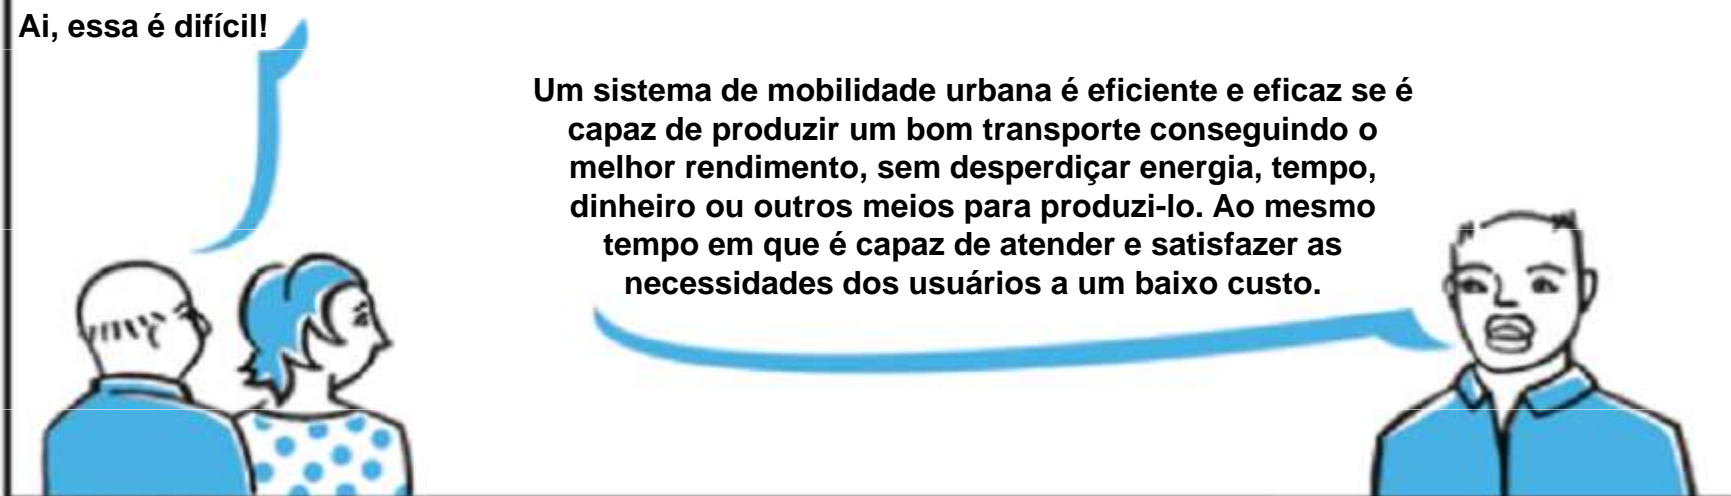 Ai, essa é difícil!
Um sistema de mobilidade urbana é eficiente e eficaz se é
capaz de produzir um bom transporte conseguindo o
melhor rendimento, sem desperdiçar energia, tempo,
dinheiro ou outros meios para produzi-lo. Ao mesmo
tempo em que é capaz de atender e satisfazer as
necessidades dos usuários a um baixo custo.